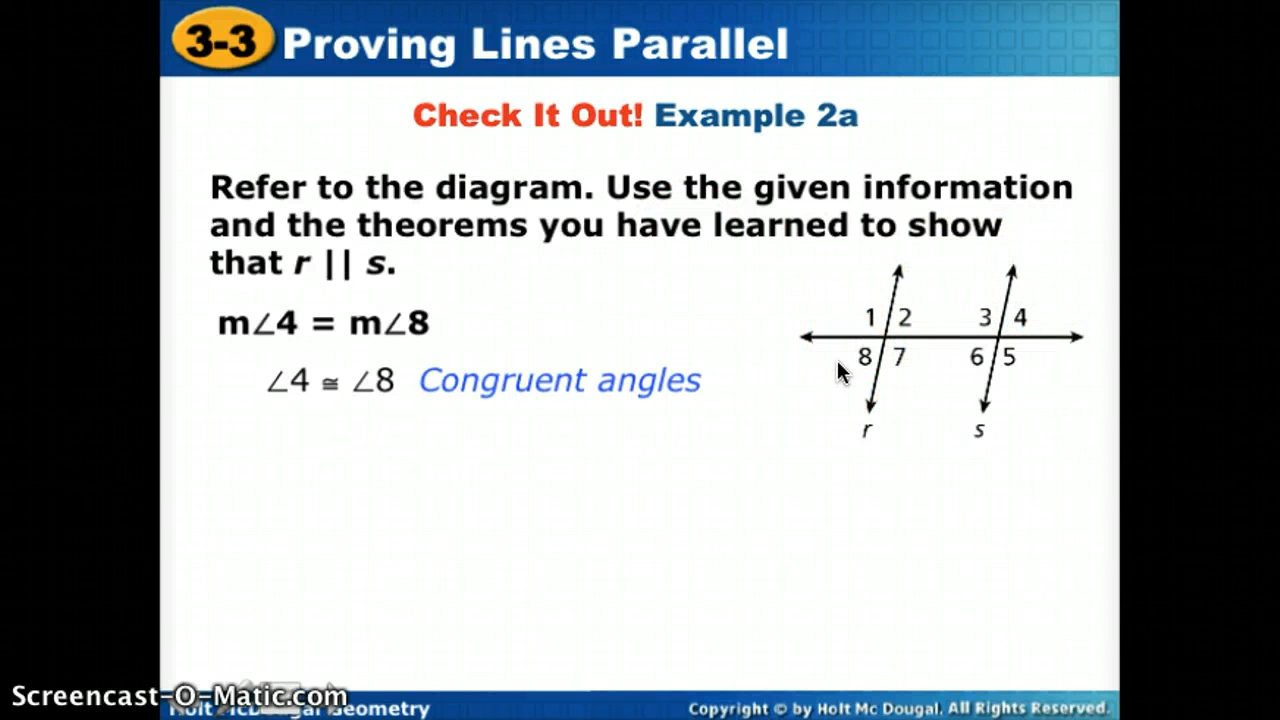 3-3 Proving Lines Parallel
Check It Out! Example 2a
Refer to the diagram. Use the given information
and the theorems you have learned to show
that r || s.
m∠4 = m∠8
∠4 ≅ ∠8 Congruent angles
1 2 3 4
8 7 6 5
r s
Screencast-O-Matic.com
Holt McDougal Geometry
Copyright © by Holt Mc Dougal. All Rights Reserved.